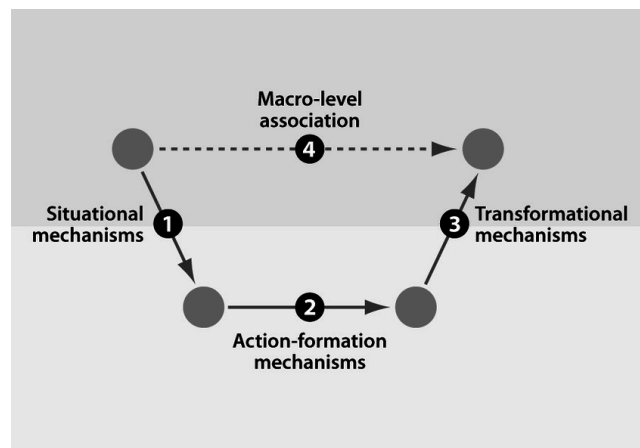 Macro-level
association
4
Situational
mechanisms
1
3
Transformational
mechanisms
2
Action-formation
mechanisms